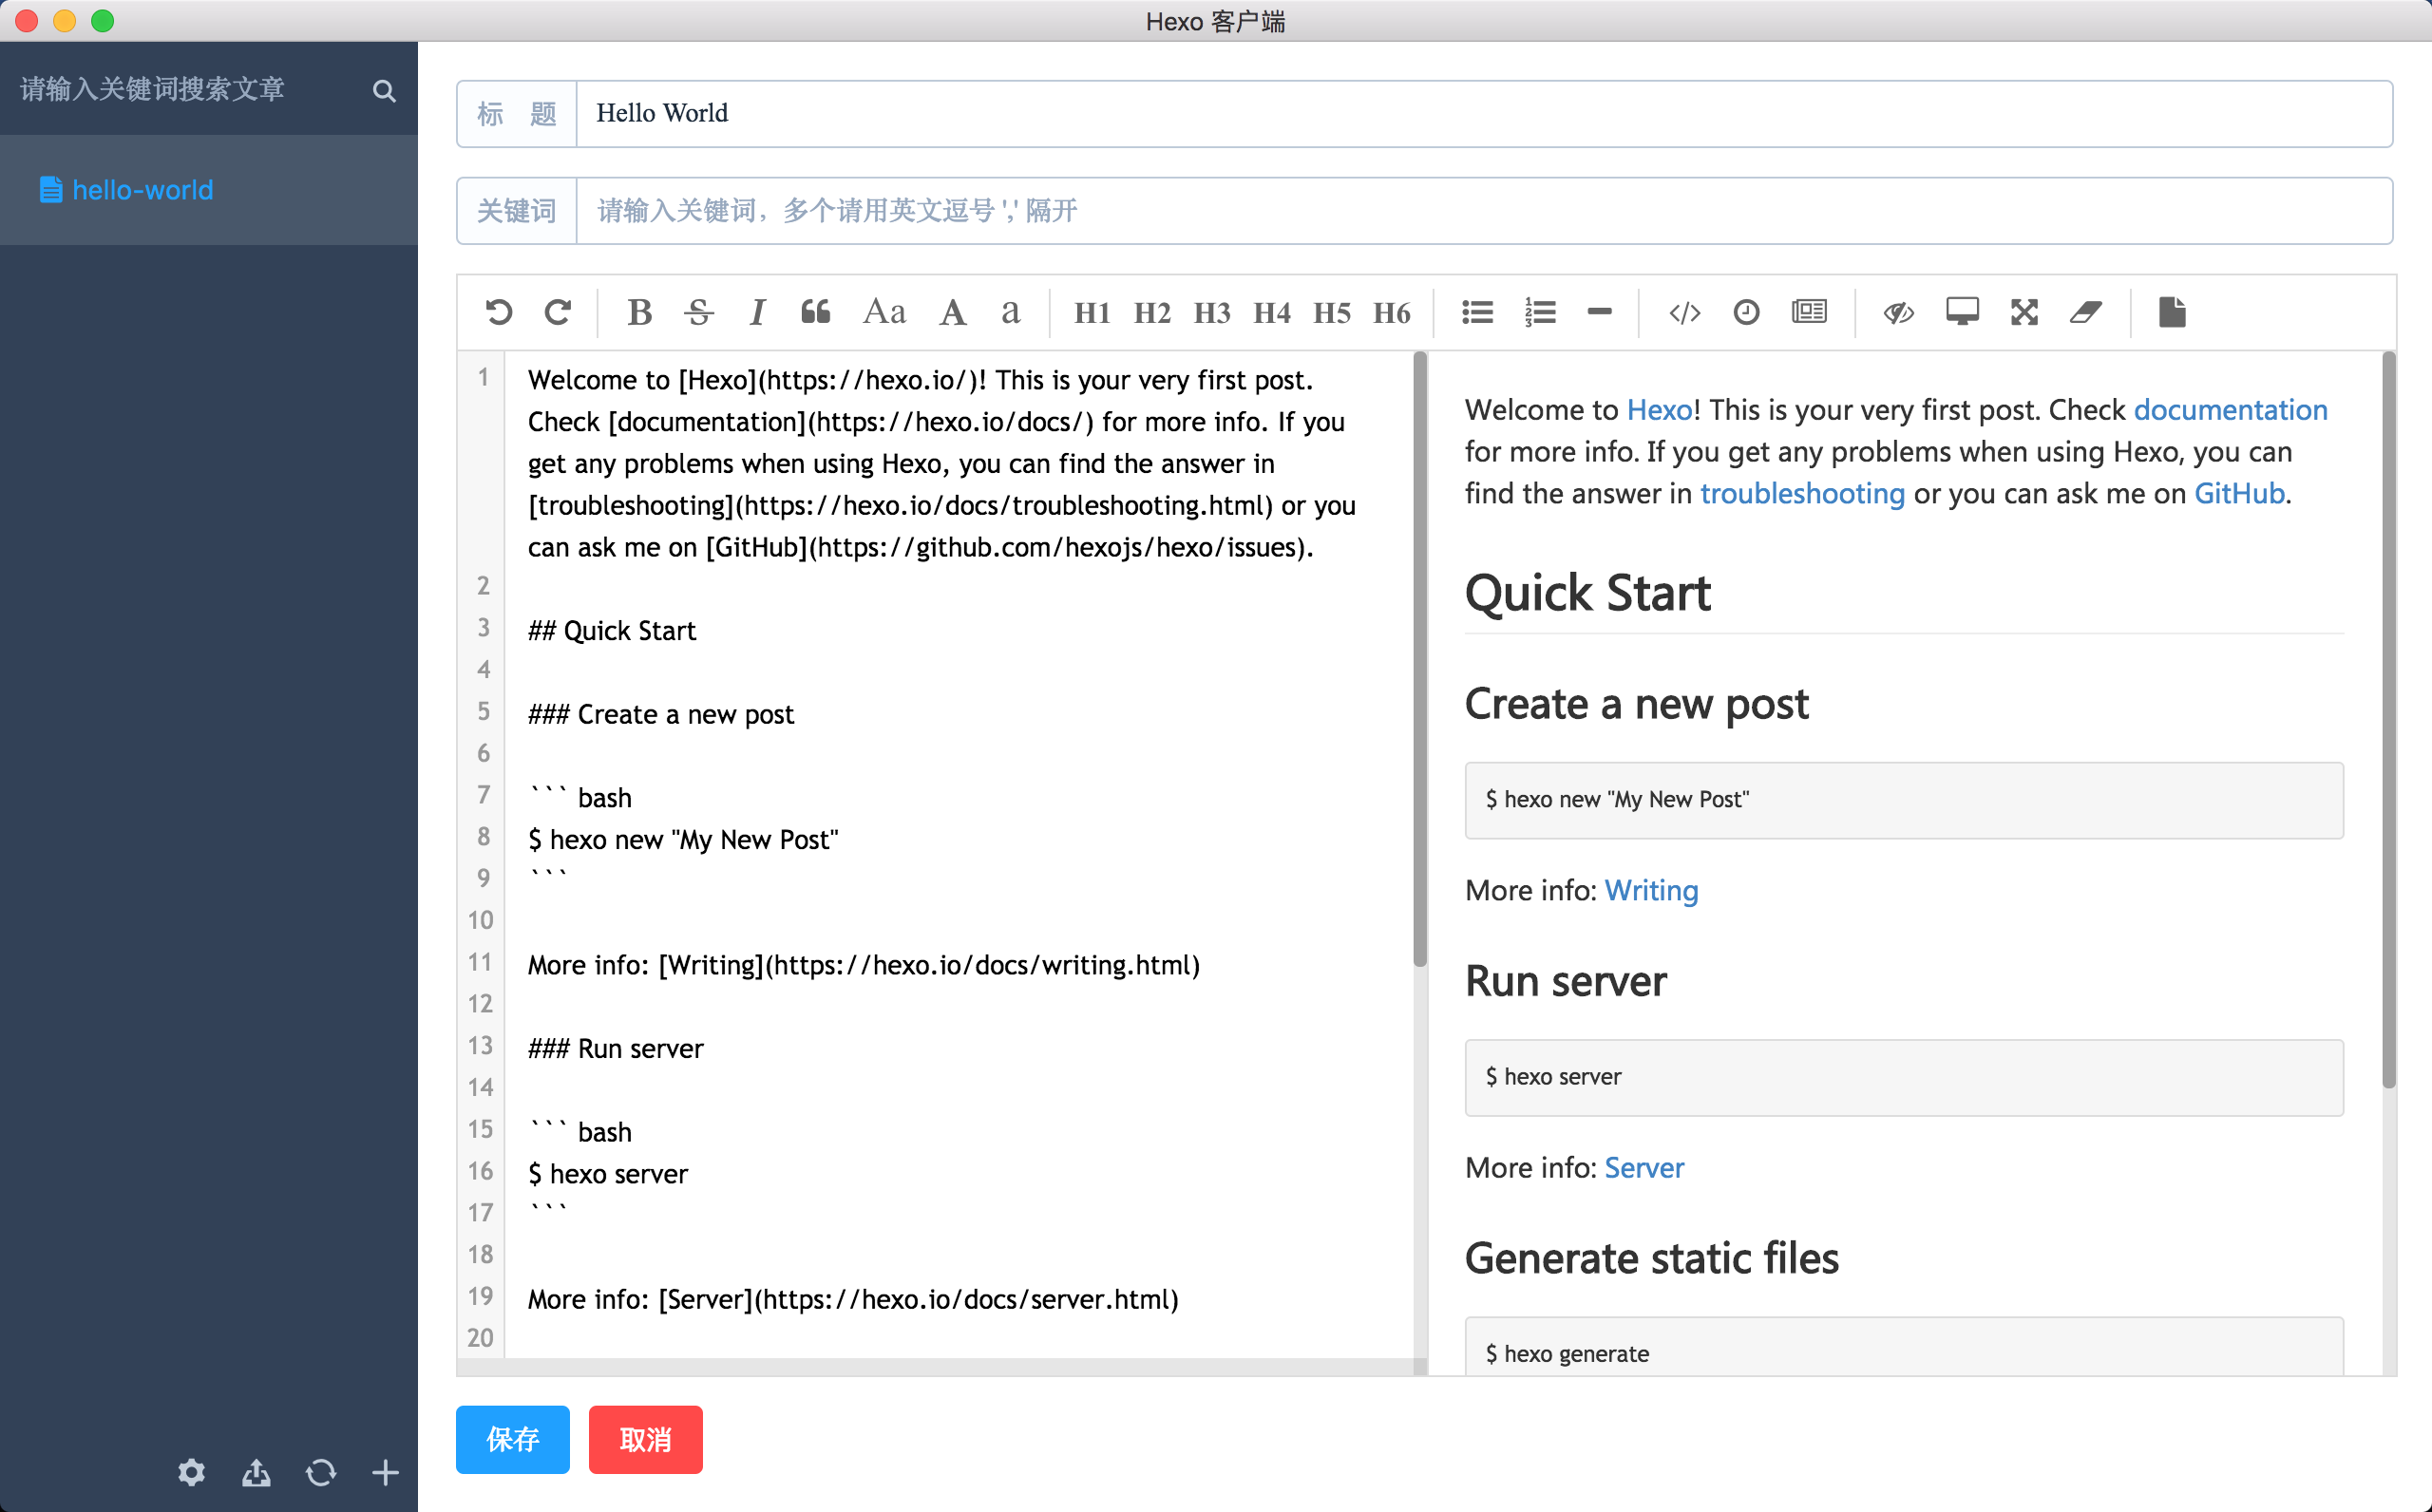 Hexo 客户端
请输入关键词搜索文章
hello-world
标 题
Hello World
关键词
请输入关键词，多个请用英文逗号 ',' 隔开
B S I Aa A a H1 H2 H3 H4 H5 H6
1 Welcome to [Hexo](https://hexo.io/)! This is your very first post.
Check [documentation](https://hexo.io/docs/) for more info. If you
get any problems when using Hexo, you can find the answer in
[troubleshooting](https://hexo.io/docs/troubleshooting.html) or you
can ask me on [GitHub](https://github.com/hexojs/hexo/issues).
2
3 ## Quick Start
4
5 ### Create a new post
6
7 ``` bash
8 $ hexo new "My New Post"
9 ```
10
11 More info: [Writing](https://hexo.io/docs/writing.html)
12
13 ### Run server
14
15 ``` bash
16 $ hexo server
17 ```
18
19 More info: [Server](https://hexo.io/docs/server.html)
20
Welcome to Hexo! This is your very first post. Check documentation
for more info. If you get any problems when using Hexo, you can
find the answer in troubleshooting or you can ask me on GitHub.
Quick Start
Create a new post
$ hexo new "My New Post"
More info: Writing
Run server
$ hexo server
More info: Server
Generate static files
$ hexo generate
保存
取消